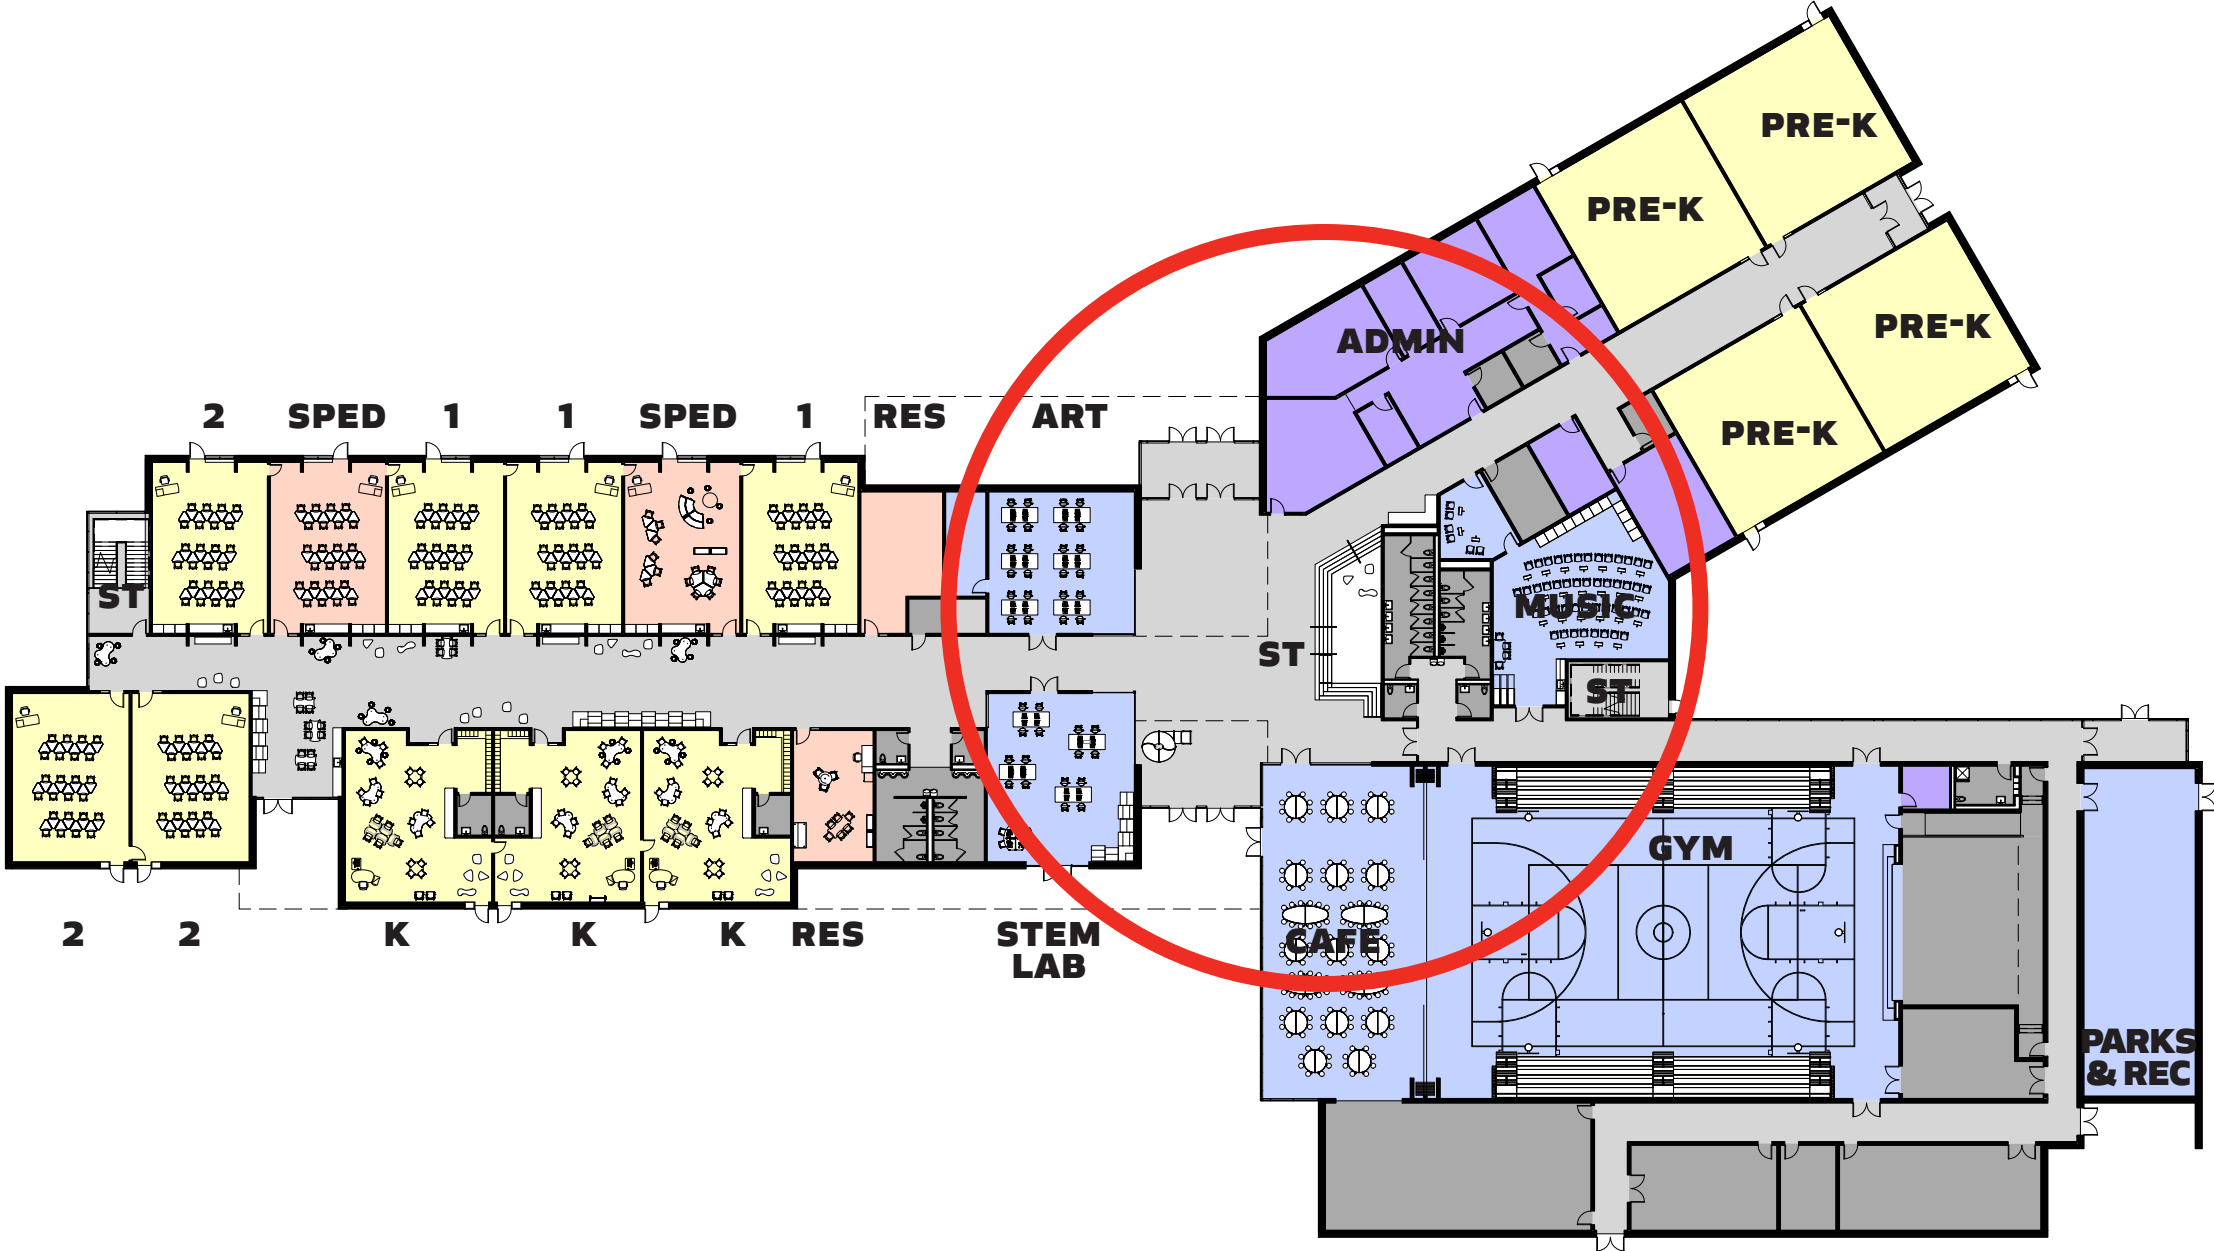 PRE-K
PRE-K
PRE-K
ADMIN
PRE-K
2
SPED
1
1
SPED
1
RES
ART
ST
MUSIC
ST
ST
GYM
2
2
K
K
K
RES
STEM
LAB
CAFE
PARKS
& REC